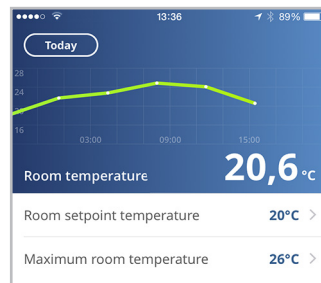 13:36 89%
Today
28
24
20
16
03:00 09:00 15:00
Room temperature 20,6 °C
Room setpoint temperature 20°C
Maximum room temperature 26°C